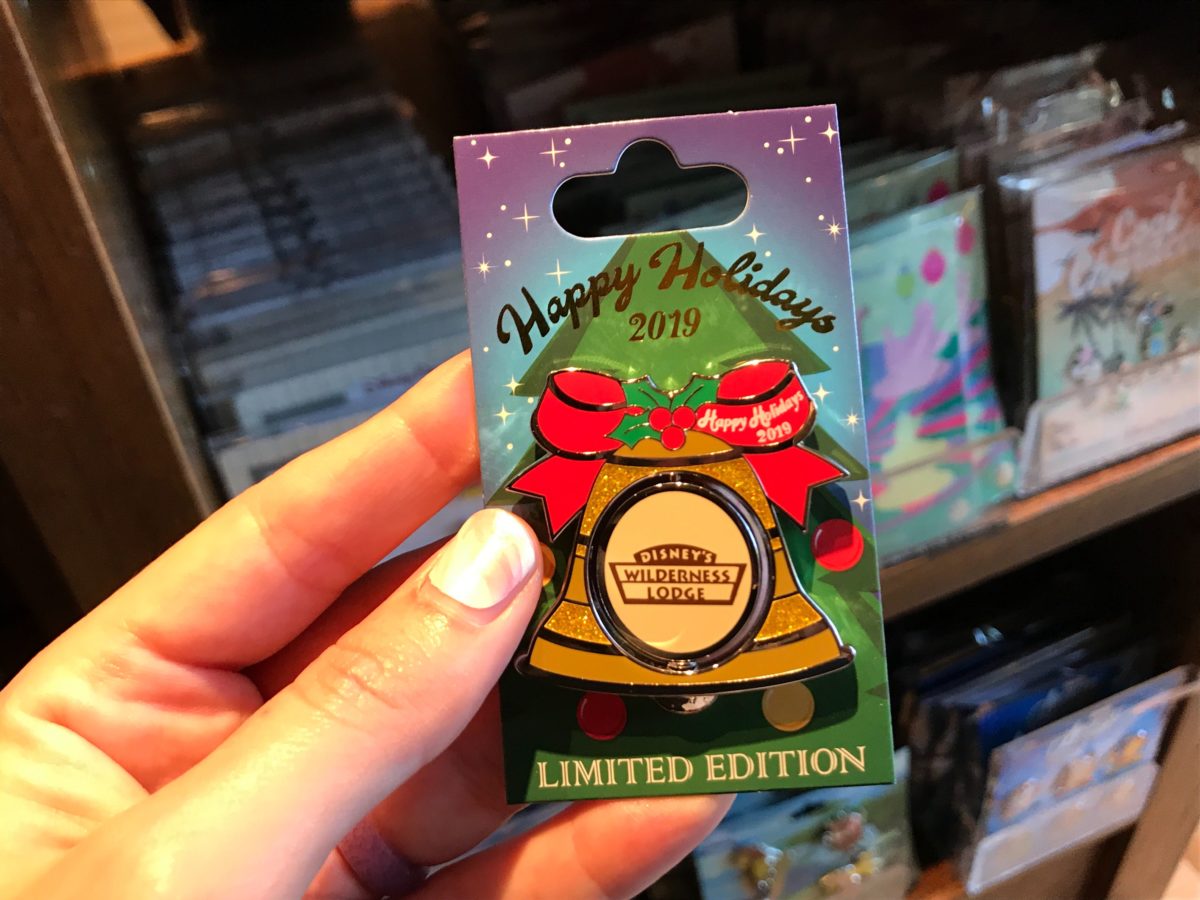 Happy Holidays
2019
Happy Holidays
2019
DISNEY'S
WILDERNESS
LODGE
LIMITED EDITION